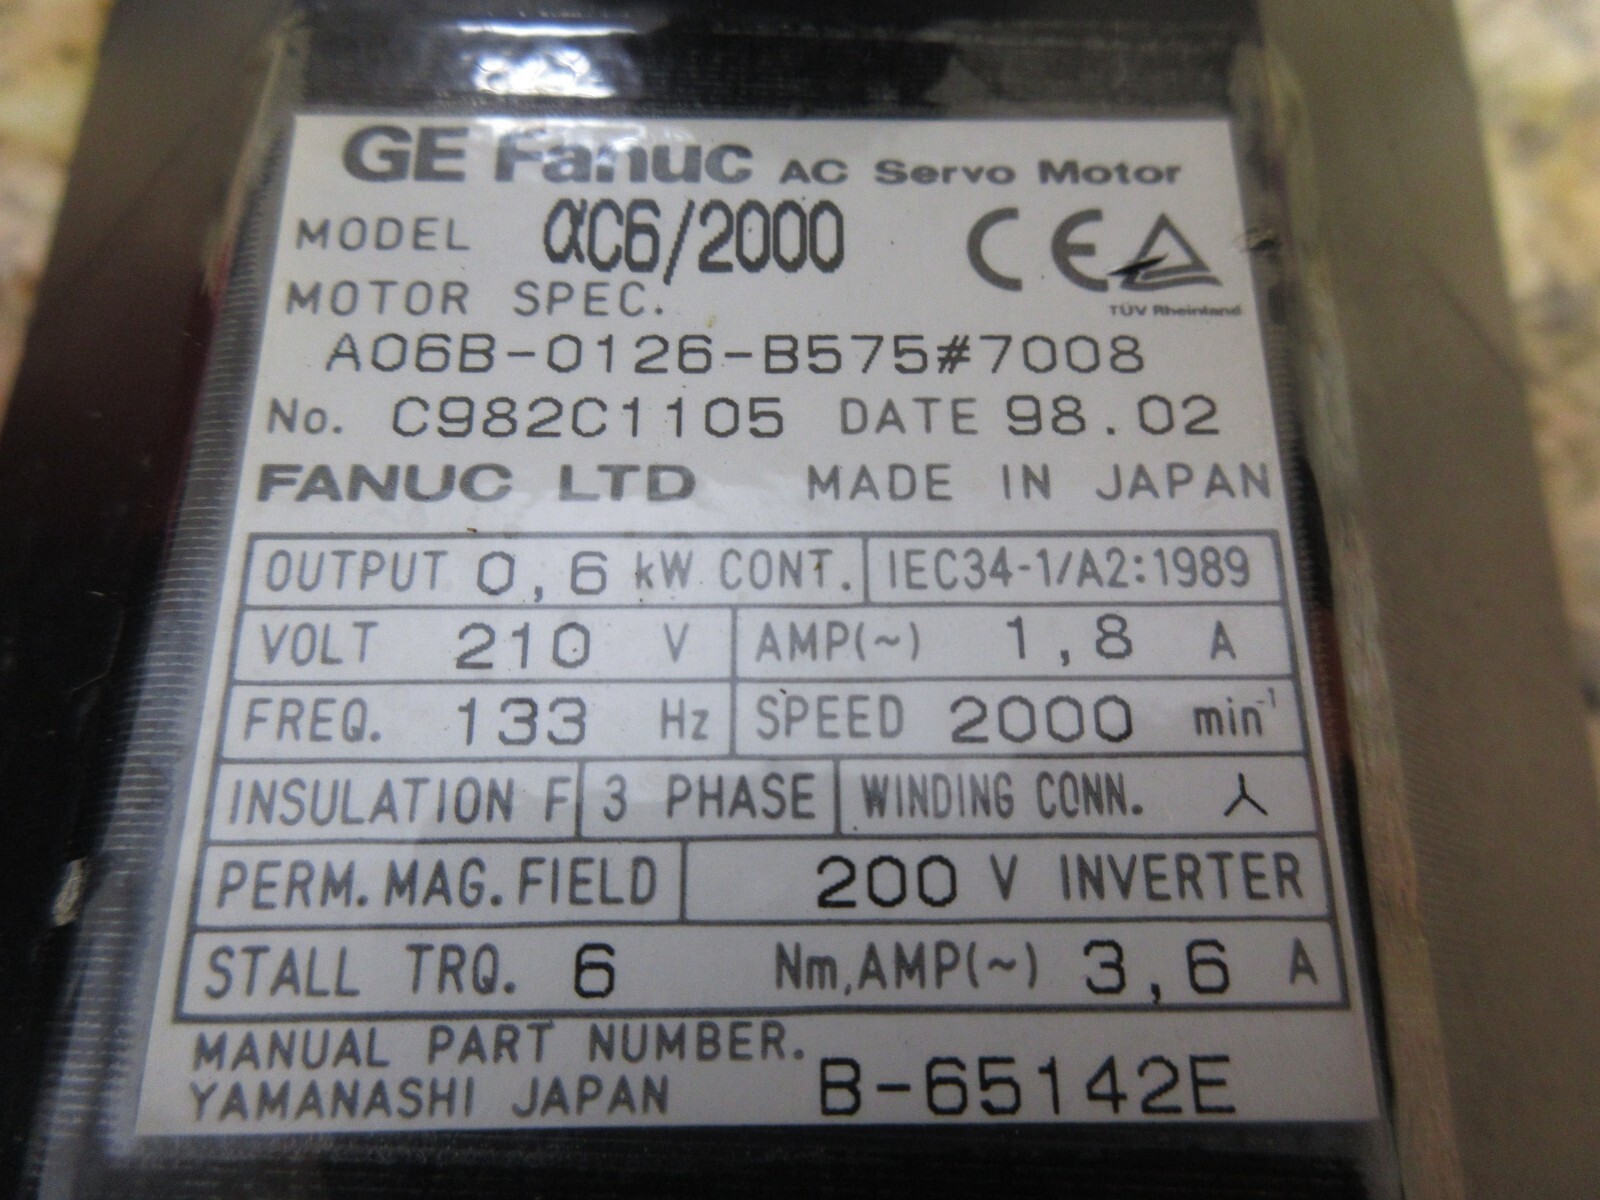 GE Fanuc AC Servo Motor
MODEL αC6/2000 CE
TÜV Rheinland
MOTOR SPEC.
A06B-0126-B575#7008
No. C982C1105 DATE 98.02
FANUC LTD MADE IN JAPAN
OUTPUT 0,6 kW CONT. IEC34-1/A2:1989
VOLT 210 V AMP(~) 1,8 A
FREQ. 133 Hz SPEED 2000 min⁻¹
INSULATION F 3 PHASE WINDING CONN. ⅄
PERM.MAG.FIELD 200 V INVERTER
STALL TRQ. 6 Nm,AMP(~) 3,6 A
MANUAL PART NUMBER.
YAMANASHI JAPAN B-65142E